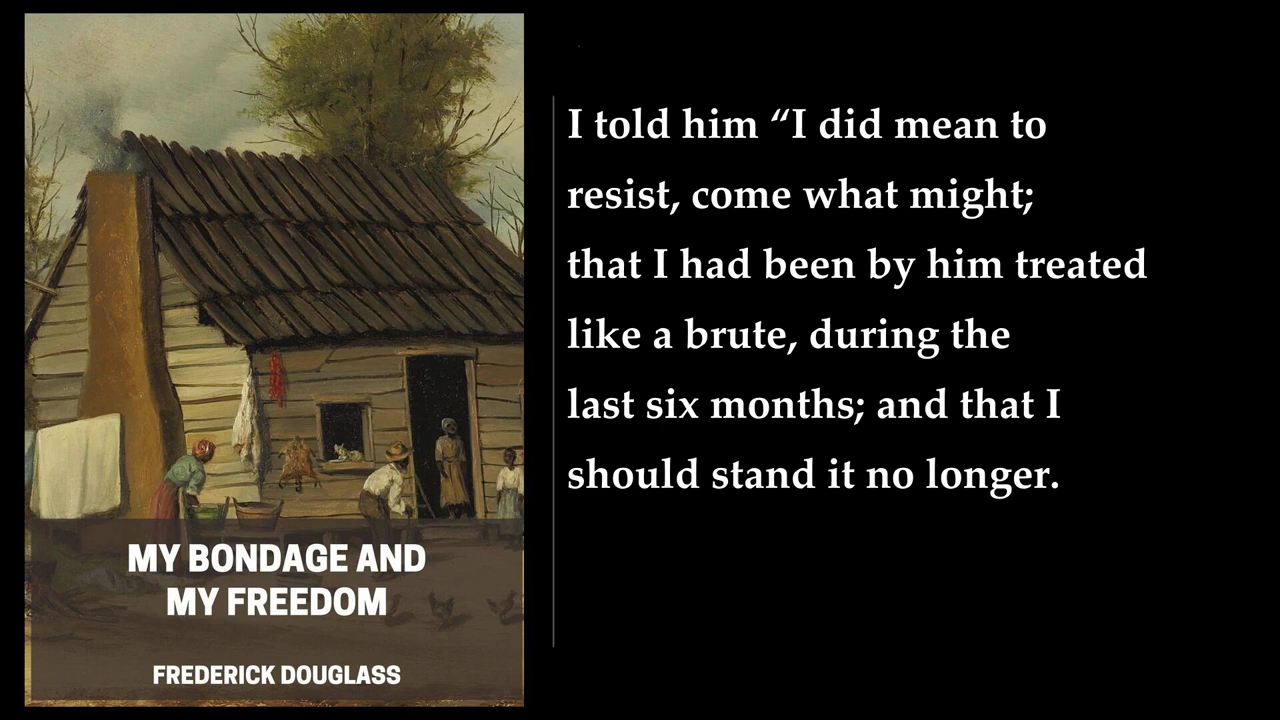 MY BONDAGE AND
MY FREEDOM
FREDERICK DOUGLASS
I told him “I did mean to
resist, come what might;
that I had been by him treated
like a brute, during the
last six months; and that I
should stand it no longer.